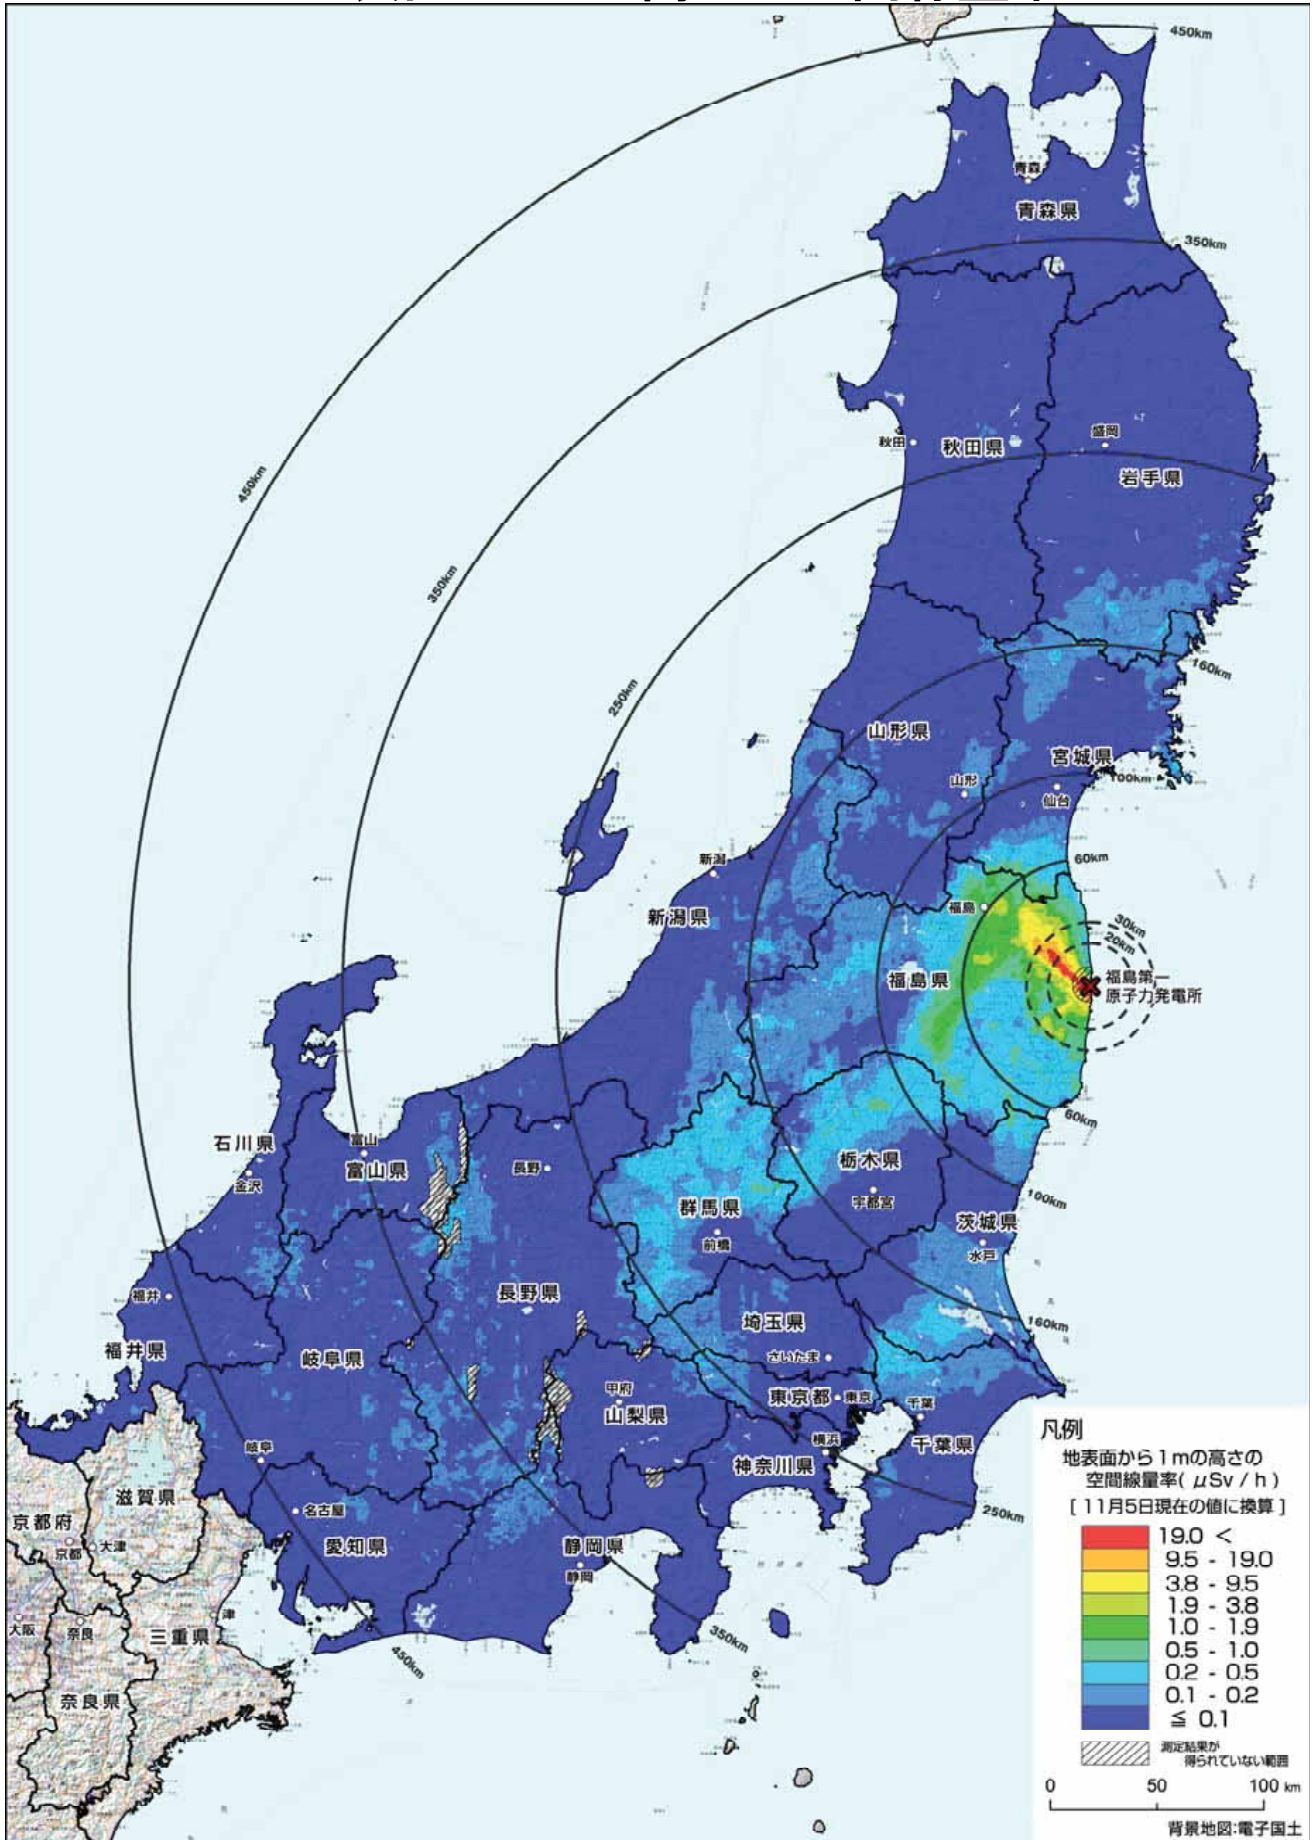 450km
青森
青森県
350km
秋田
秋田県
盛岡
岩手県
450km
350km
250km
160km
山形県
宮城県
100km
山形
仙台
60km
新潟
新潟県
福島
30km
20km
福島県
福島第一
原子力発電所
60km
石川県
富山
富山県
金沢
長野
栃木県
宇都宮
100km
群馬県
前橋
茨城県
水戸
福井
長野県
埼玉県
160km
さいたま
福井県
岐阜県
甲府
山梨県
東京都
東京
千葉
横浜
千葉県
神奈川県
岐阜
250km
滋賀県
名古屋
京都府
京都
大津
愛知県
静岡県
静岡
津
大阪
奈良
三重県
350km
450km
奈良県
凡例
地表面から1mの高さの
空間線量率( μSv / h )
[ 11月5日現在の値に換算 ]
19.0 <
9.5 - 19.0
3.8 - 9.5
1.9 - 3.8
1.0 - 1.9
0.5 - 1.0
0.2 - 0.5
0.1 - 0.2
≦ 0.1
測定結果が
得られていない範囲
0 50 100 km
背景地図:電子国土